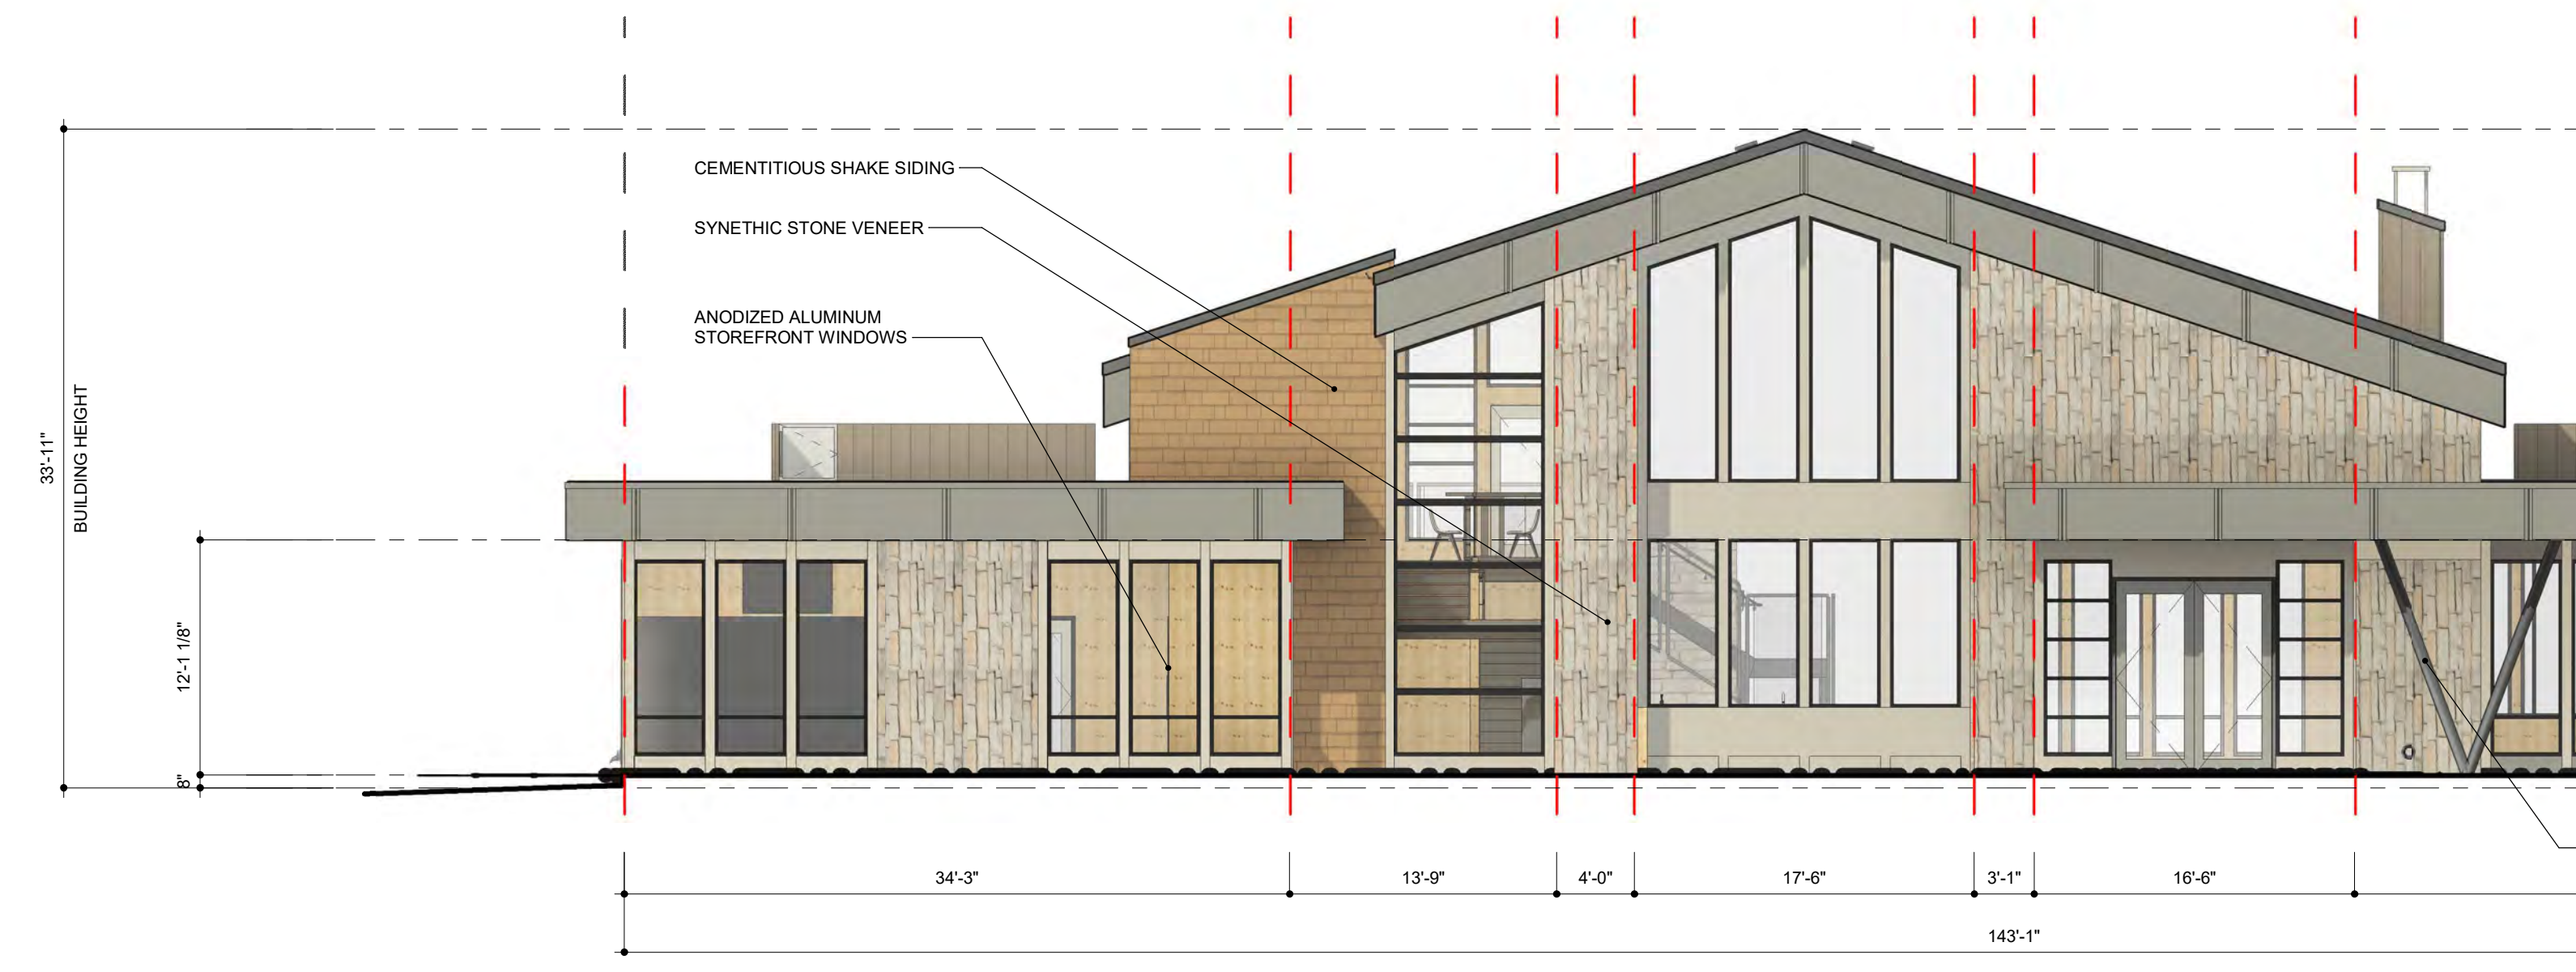 CEMENTITIOUS SHAKE SIDING
SYNETHIC STONE VENEER
ANODIZED ALUMINUM
STOREFRONT WINDOWS
33'-11"
BUILDING HEIGHT
12'-1 1/8"
8"
34'-3"
13'-9"
4'-0"
17'-6"
3'-1"
16'-6"
143'-1"